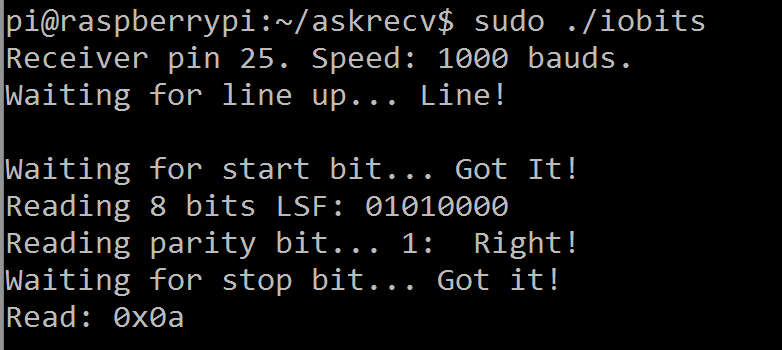 pi@raspberrypi:~/askrecv$ sudo ./iobits
Receiver pin 25. Speed: 1000 bauds.
Waiting for line up... Line!
Waiting for start bit... Got It!
Reading 8 bits LSF: 01010000
Reading parity bit... 1:  Right!
Waiting for stop bit... Got it!
Read: 0x0a